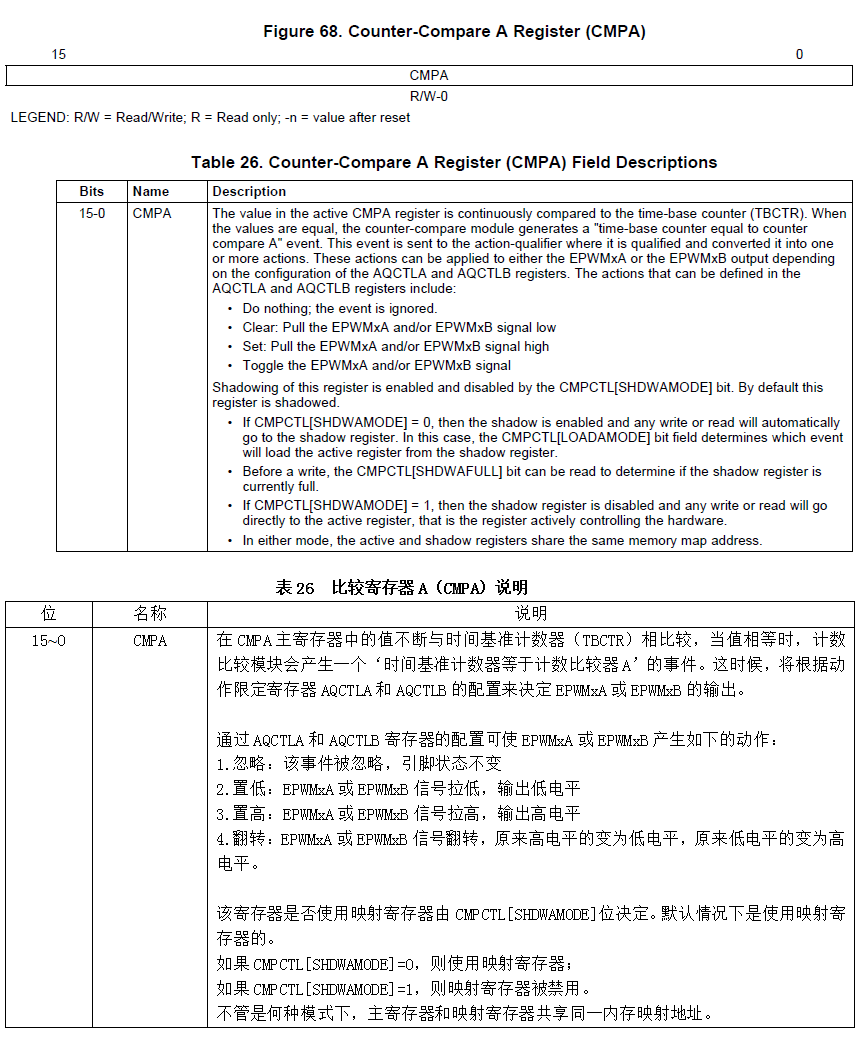 Figure 68. Counter-Compare A Register (CMPA)
15 0
CMPA
R/W-0
LEGEND: R/W = Read/Write; R = Read only; -n = value after reset
Table 26. Counter-Compare A Register (CMPA) Field Descriptions
Bits Name Description
15-0 CMPA The value in the active CMPA register is continuously compared to the time-base counter (TBCTR). When
the values are equal, the counter-compare module generates a "time-base counter equal to counter
compare A" event. This event is sent to the action-qualifier where it is qualified and converted it into one
or more actions. These actions can be applied to either the EPWMxA or the EPWMxB output depending
on the configuration of the AQCTLA and AQCTLB registers. The actions that can be defined in the
AQCTLA and AQCTLB registers include:
• Do nothing; the event is ignored.
• Clear: Pull the EPWMxA and/or EPWMxB signal low
• Set: Pull the EPWMxA and/or EPWMxB signal high
• Toggle the EPWMxA and/or EPWMxB signal
Shadowing of this register is enabled and disabled by the CMPCTL[SHDWAMODE] bit. By default this
register is shadowed.
• If CMPCTL[SHDWAMODE] = 0, then the shadow is enabled and any write or read will automatically
go to the shadow register. In this case, the CMPCTL[LOADAMODE] bit field determines which event
will load the active register from the shadow register.
• Before a write, the CMPCTL[SHDWAFULL] bit can be read to determine if the shadow register is
currently full.
• If CMPCTL[SHDWAMODE] = 1, then the shadow register is disabled and any write or read will go
directly to the active register, that is the register actively controlling the hardware.
• In either mode, the active and shadow registers share the same memory map address.
表 26 比较寄存器 A（CMPA）说明
位 名称 说明
15~0 CMPA 在 CMPA 主寄存器中的值不断与时间基准计数器（TBCTR）相比较，当值相等时，计数
比较模块会产生一个‘时间基准计数器等于计数比较器 A’的事件。这时候，将根据动
作限定寄存器 AQCTLA 和 AQCTLB 的配置来决定 EPWMxA 或 EPWMxB 的输出。
通过 AQCTLA 和 AQCTLB 寄存器的配置可使 EPWMxA 或 EPWMxB 产生如下的动作：
1.忽略：该事件被忽略，引脚状态不变
2.置低：EPWMxA 或 EPWMxB 信号拉低，输出低电平
3.置高：EPWMxA 或 EPWMxB 信号拉高，输出高电平
4.翻转：EPWMxA 或 EPWMxB 信号翻转，原来高电平的变为低电平，原来低电平的变为高
电平。
该寄存器是否使用映射寄存器由 CMPCTL[SHDWAMODE]位决定。默认情况下是使用映射寄
存器的。
如果 CMPCTL[SHDWAMODE]=0，则使用映射寄存器；
如果 CMPCTL[SHDWAMODE]=1，则映射寄存器被禁用。
不管是何种模式下，主寄存器和映射寄存器共享同一内存映射地址。